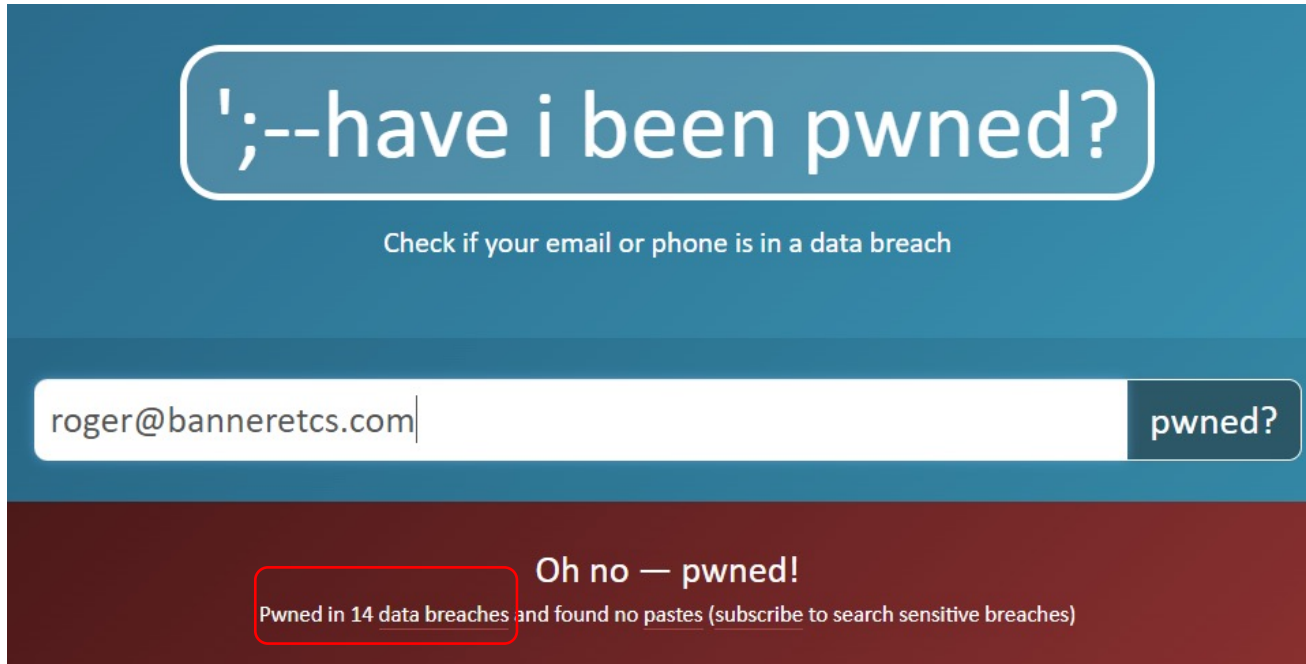 ';--have i been pwned?
Check if your email or phone is in a data breach
roger@banneretcs.com
pwned?
Oh no — pwned!
Pwned in 14 data breaches and found no pastes (subscribe to search sensitive breaches)